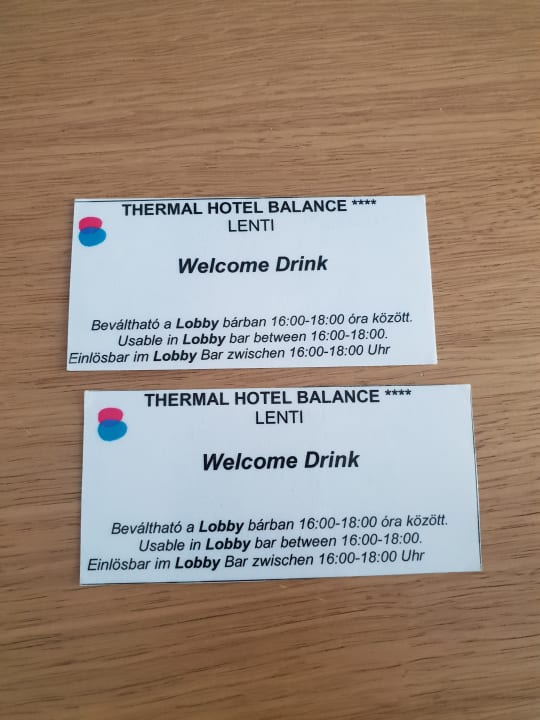 THERMAL HOTEL BALANCE ****
LENTI
Welcome Drink
Beváltható a Lobby bárban 16:00-18:00 óra között.
Usable in Lobby bar between 16:00-18:00.
Einlösbar im Lobby Bar zwischen 16:00-18:00 Uhr
THERMAL HOTEL BALANCE ****
LENTI
Welcome Drink
Beváltható a Lobby bárban 16:00-18:00 óra között.
Usable in Lobby bar between 16:00-18:00.
Einlösbar im Lobby Bar zwischen 16:00-18:00 Uhr